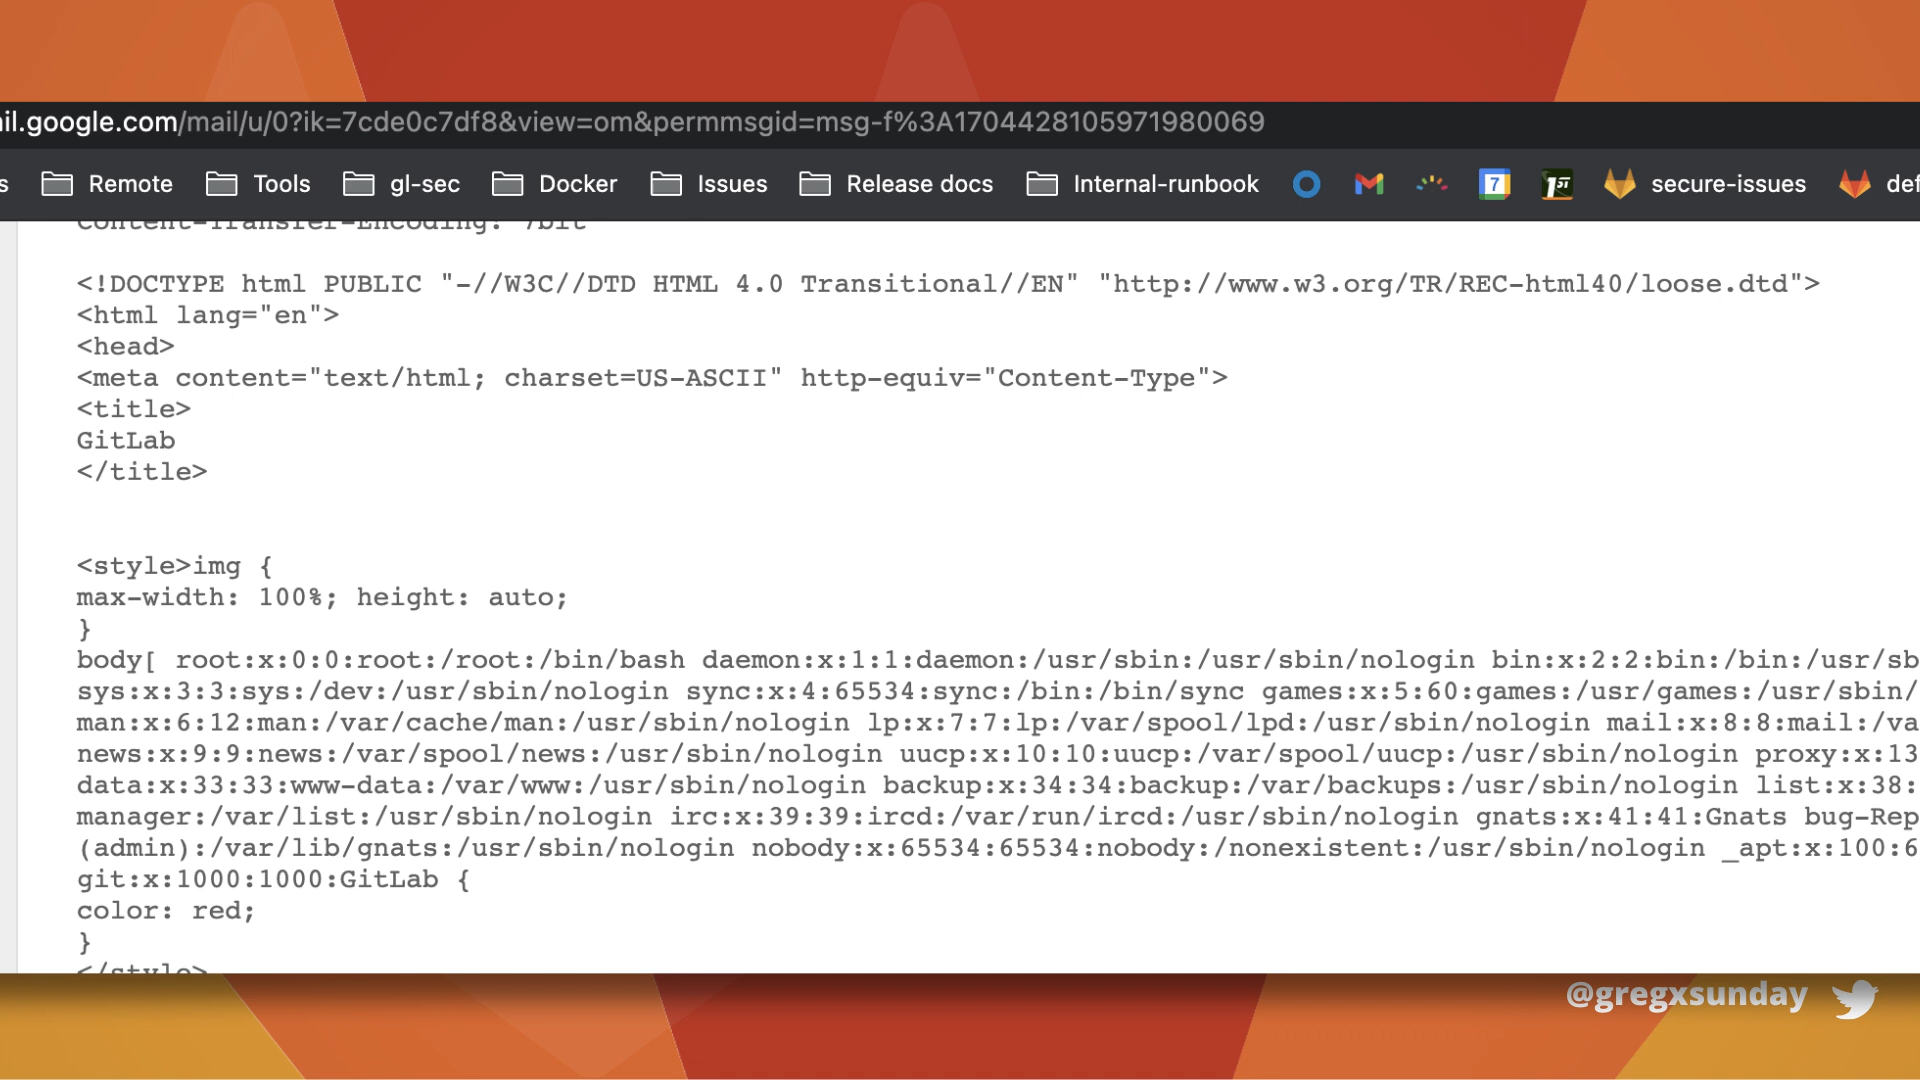 il.google.com/mail/u/0?ik=7cde0c7df8&view=om&permmsgid=msg-f%3A1704428105971980069
s Remote Tools gl-sec Docker Issues Release docs Internal-runbook 7 1ST secure-issues def
Content-Transfer-Encoding: 7bit
<!DOCTYPE html PUBLIC "-//W3C//DTD HTML 4.0 Transitional//EN" "http://www.w3.org/TR/REC-html40/loose.dtd">
<html lang="en">
<head>
<meta content="text/html; charset=US-ASCII" http-equiv="Content-Type">
<title>
GitLab
</title>
<style>img {
max-width: 100%; height: auto;
}
body[ root:x:0:0:root:/root:/bin/bash daemon:x:1:1:daemon:/usr/sbin:/usr/sbin/nologin bin:x:2:2:bin:/bin:/usr/sb
sys:x:3:3:sys:/dev:/usr/sbin/nologin sync:x:4:65534:sync:/bin:/bin/sync games:x:5:60:games:/usr/games:/usr/sbin/
man:x:6:12:man:/var/cache/man:/usr/sbin/nologin lp:x:7:7:lp:/var/spool/lpd:/usr/sbin/nologin mail:x:8:8:mail:/va
news:x:9:9:news:/var/spool/news:/usr/sbin/nologin uucp:x:10:10:uucp:/var/spool/uucp:/usr/sbin/nologin proxy:x:13
data:x:33:33:www-data:/var/www:/usr/sbin/nologin backup:x:34:34:backup:/var/backups:/usr/sbin/nologin list:x:38:
manager:/var/list:/usr/sbin/nologin irc:x:39:39:ircd:/var/run/ircd:/usr/sbin/nologin gnats:x:41:41:Gnats bug-Rep
(admin):/var/lib/gnats:/usr/sbin/nologin nobody:x:65534:65534:nobody:/nonexistent:/usr/sbin/nologin _apt:x:100:6
git:x:1000:1000:GitLab {
color: red;
}
</style>
@gregxsunday